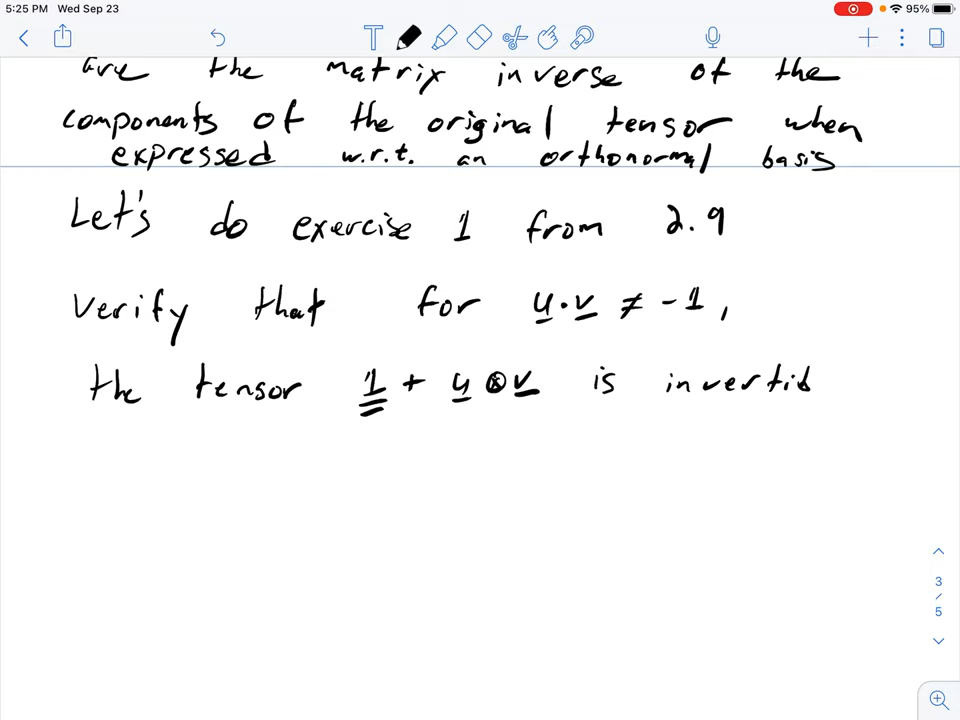 5:25 PM Wed Sep 23 95%
are the matrix inverse of the
components of the original tensor when
expressed w.r.t. an orthonormal basis
Let's do exercise 1 from 2.9
Verify that for u · v ≠ -1,
the tensor 1 + u ⊗ v is invertib
3
/
5